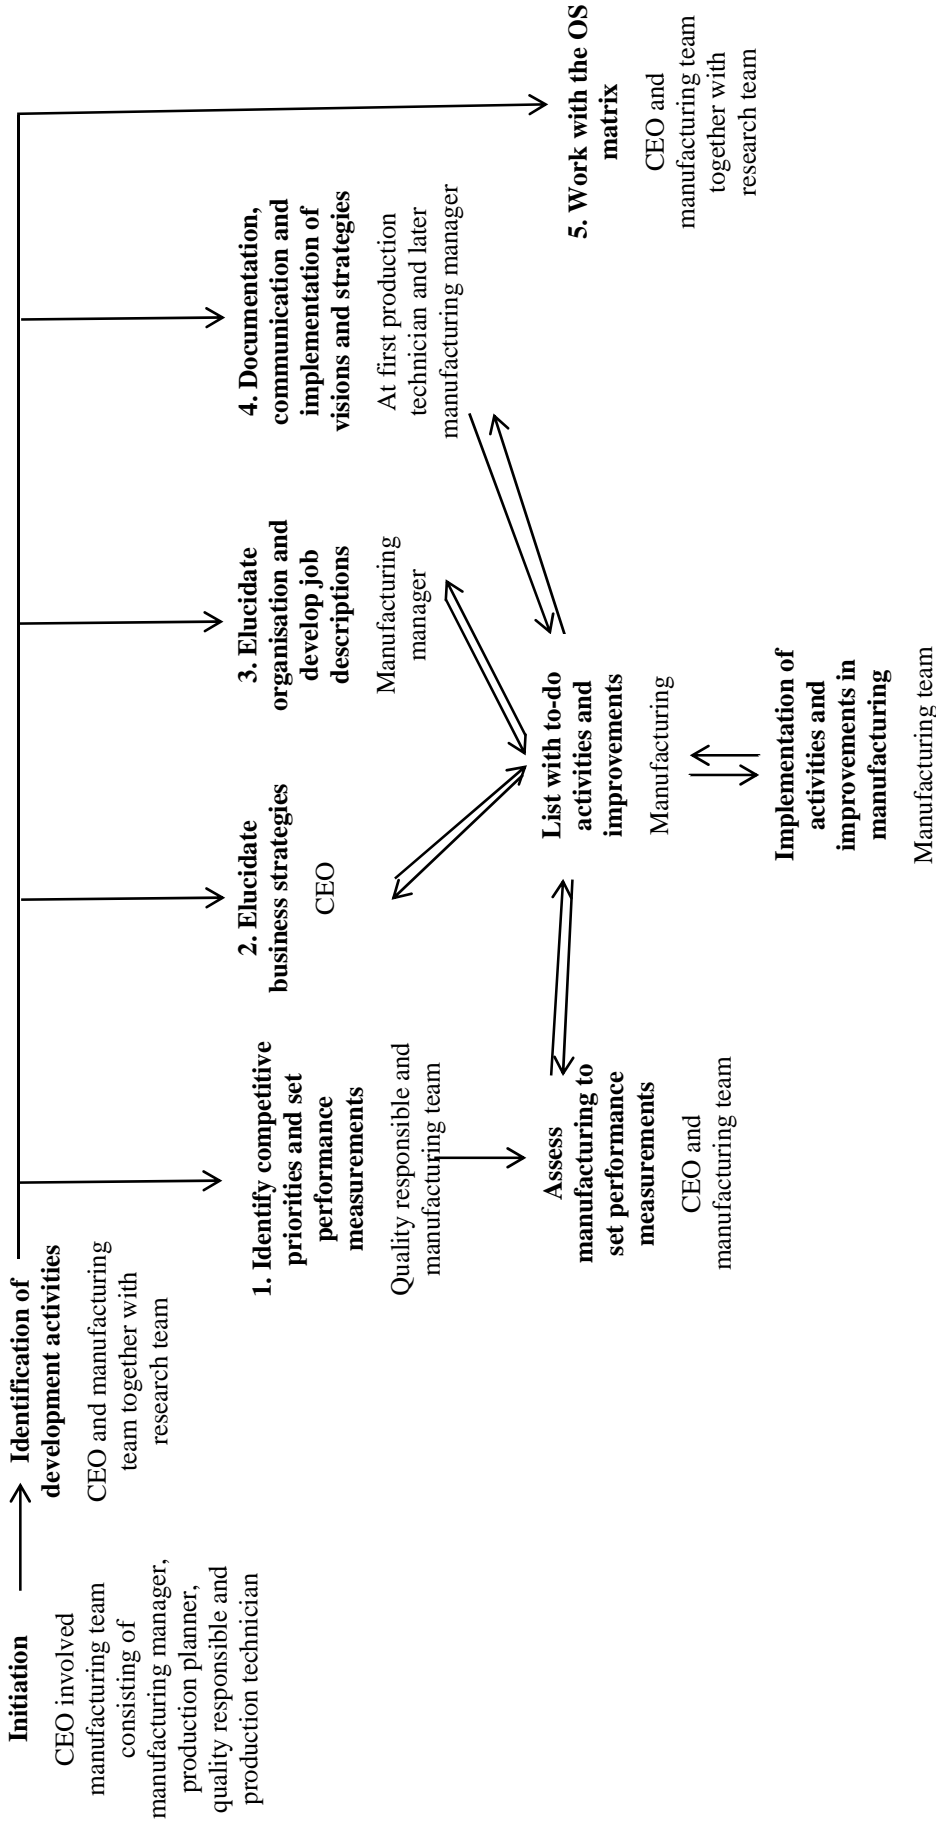 Initiation
CEO involved
manufacturing team
consisting of
manufacturing manager,
production planner,
quality responsible and
production technician
Identification of
development activities
CEO and manufacturing
team together with
research team
1. Identify competitive
priorities and set
performance
measurements
Quality responsible and
manufacturing team
2. Elucidate
business strategies
CEO
3. Elucidate
organisation and
develop job
descriptions
Manufacturing
manager
4. Documentation,
communication and
implementation of
visions and strategies
At first production
technician and later
manufacturing manager
5. Work with the OS
matrix
CEO and
manufacturing team
together with
research team
Assess
manufacturing to
set performance
measurements
CEO and
manufacturing team
List with to-do
activities and
improvements
Manufacturing
Implementation of
activities and
improvements in
manufacturing
Manufacturing team